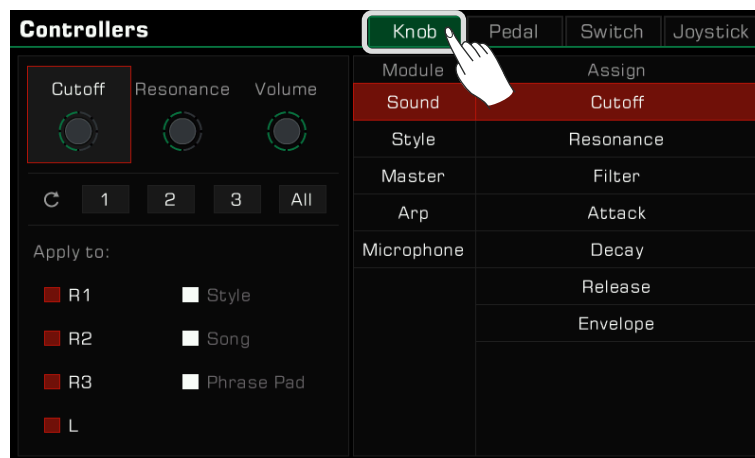 Controllers
Knob Pedal Switch Joystick
Cutoff Resonance Volume
1 2 3 All
Apply to:
R1 Style
R2 Song
R3 Phrase Pad
L
Module Assign
Sound Cutoff
Style Resonance
Master Filter
Arp Attack
Microphone Decay
Release
Envelope